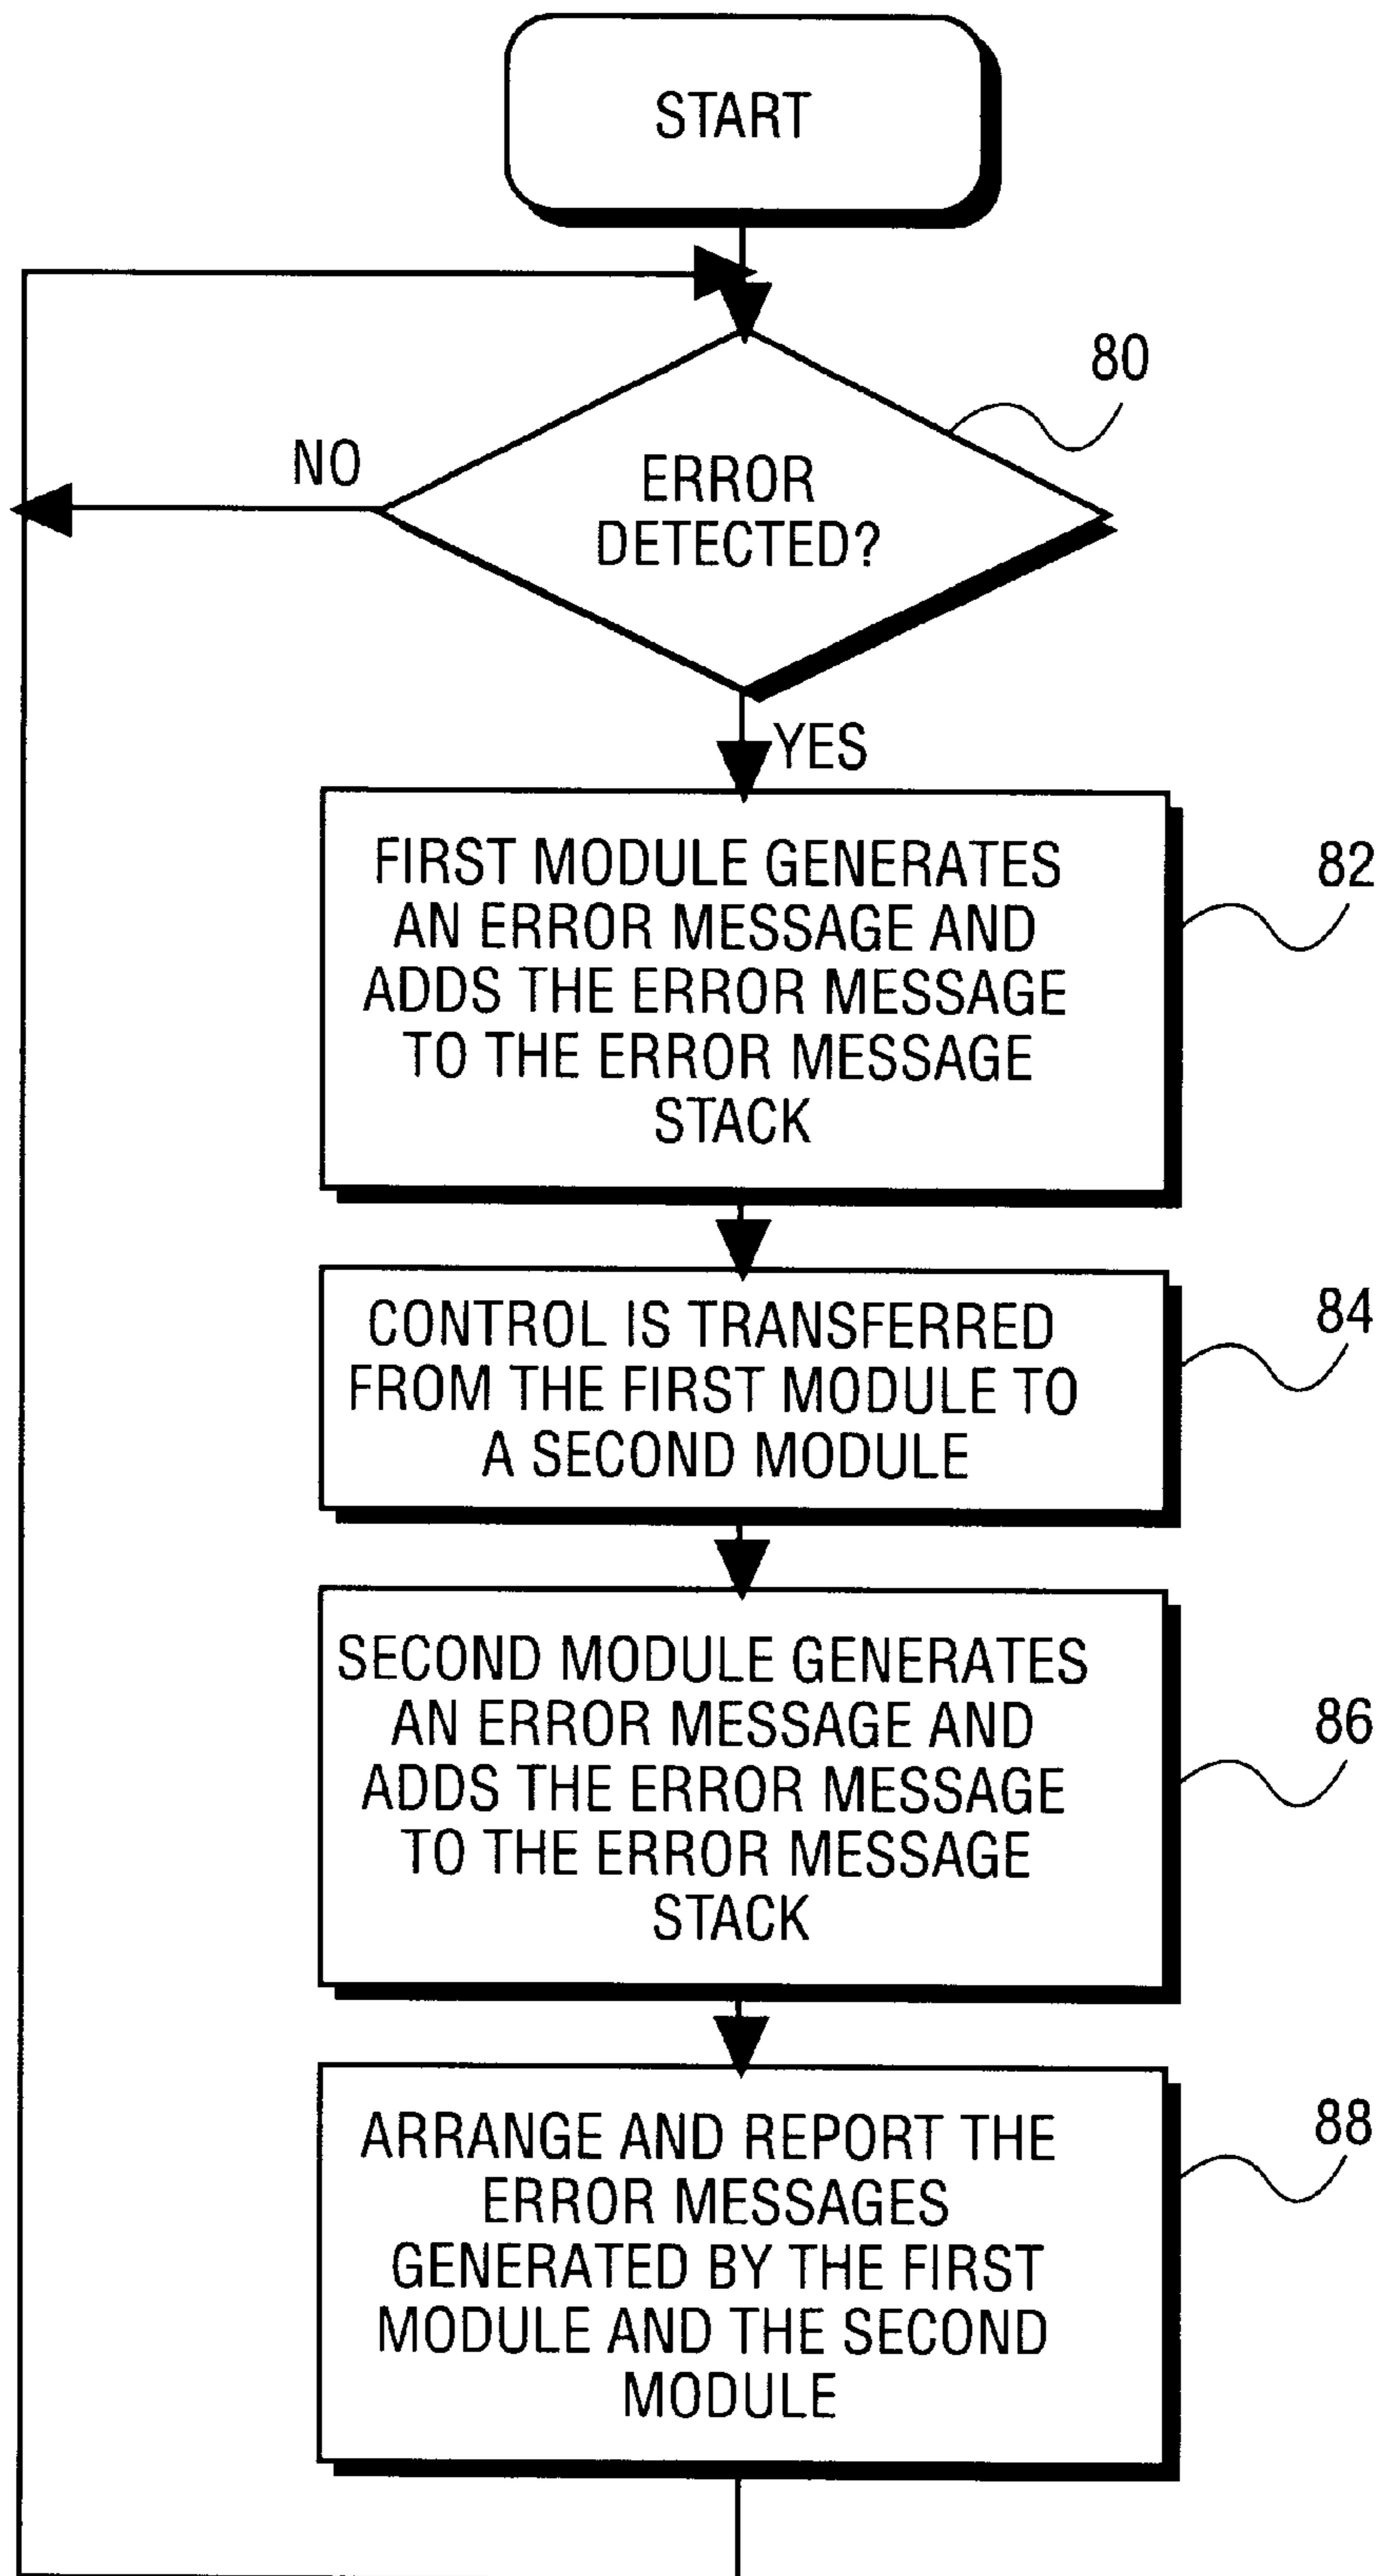 START
80
NO
ERROR
DETECTED?
YES
FIRST MODULE GENERATES
AN ERROR MESSAGE AND
ADDS THE ERROR MESSAGE
TO THE ERROR MESSAGE
STACK
82
CONTROL IS TRANSFERRED
FROM THE FIRST MODULE TO
A SECOND MODULE
84
SECOND MODULE GENERATES
AN ERROR MESSAGE AND
ADDS THE ERROR MESSAGE
TO THE ERROR MESSAGE
STACK
86
ARRANGE AND REPORT THE
ERROR MESSAGES
GENERATED BY THE FIRST
MODULE AND THE SECOND
MODULE
88